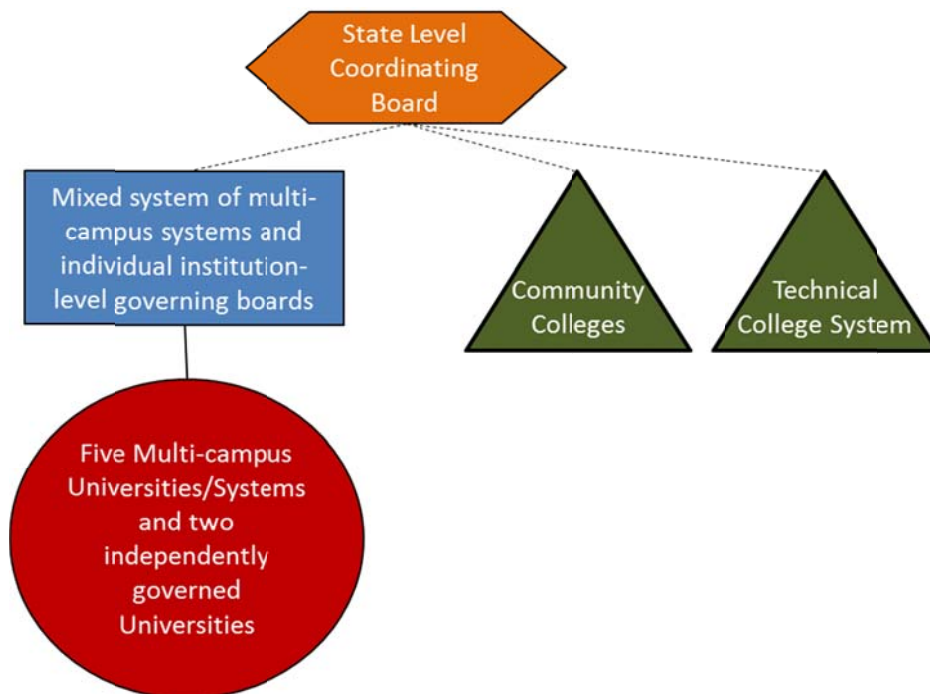 State Level
Coordinating
Board
Mixed system of multi-
campus systems and
individual institution-
level governing boards
Community
Colleges
Technical
College System
Five Multi-campus
Universities/Systems
and two
independently
governed
Universities